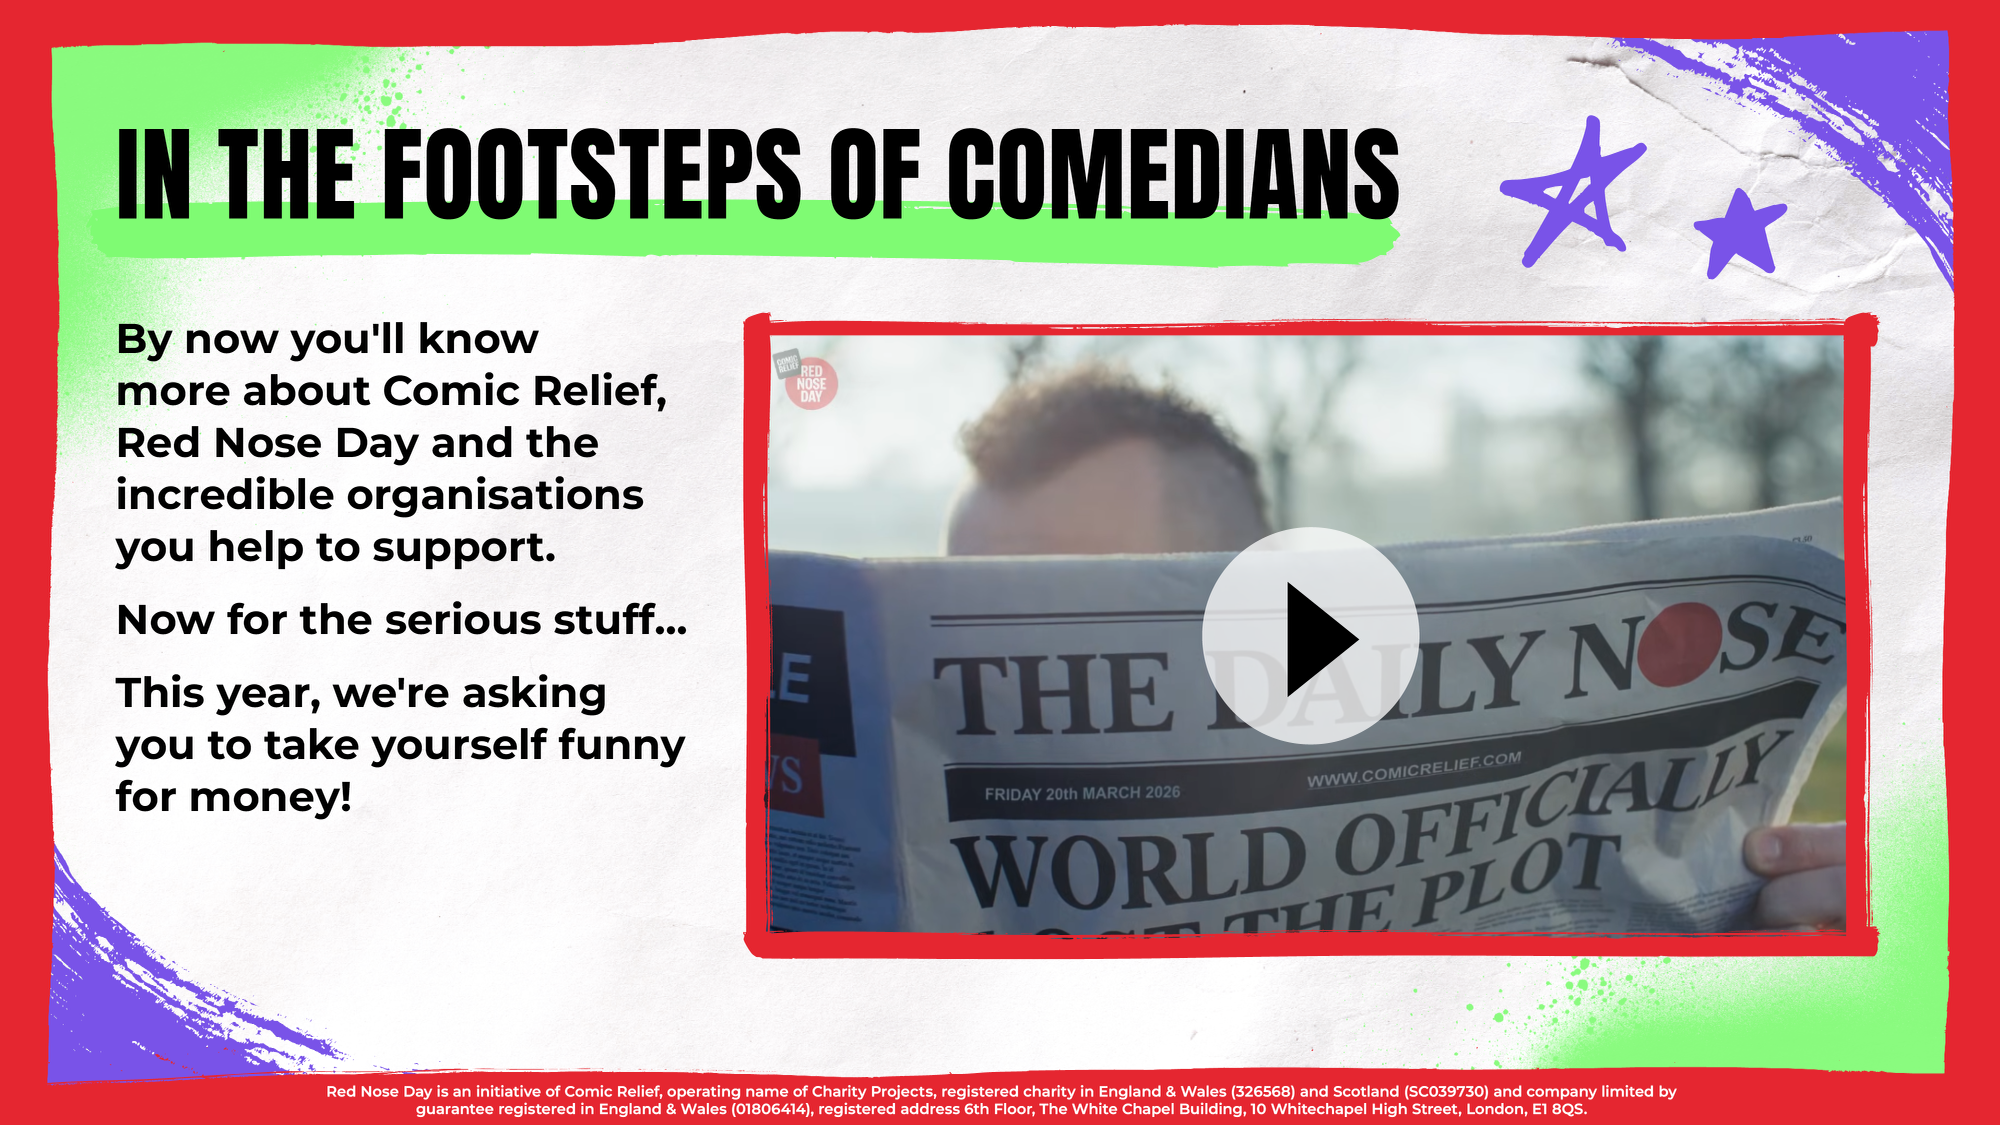 IN THE FOOTSTEPS OF COMEDIANS
By now you'll know
more about Comic Relief,
Red Nose Day and the
incredible organisations
you help to support.
Now for the serious stuff...
This year, we're asking
you to take yourself funny
for money!
COMIC
RELIEF
RED
NOSE
DAY
THE DAILY NOSE
WWW.COMICRELIEF.COM
FRIDAY 20th MARCH 2026
WORLD OFFICIALLY
LOST THE PLOT
Red Nose Day is an initiative of Comic Relief, operating name of Charity Projects, registered charity in England & Wales (326568) and Scotland (SC039730) and company limited by
guarantee registered in England & Wales (01806414), registered address 6th Floor, The White Chapel Building, 10 Whitechapel High Street, London, E1 8QS.